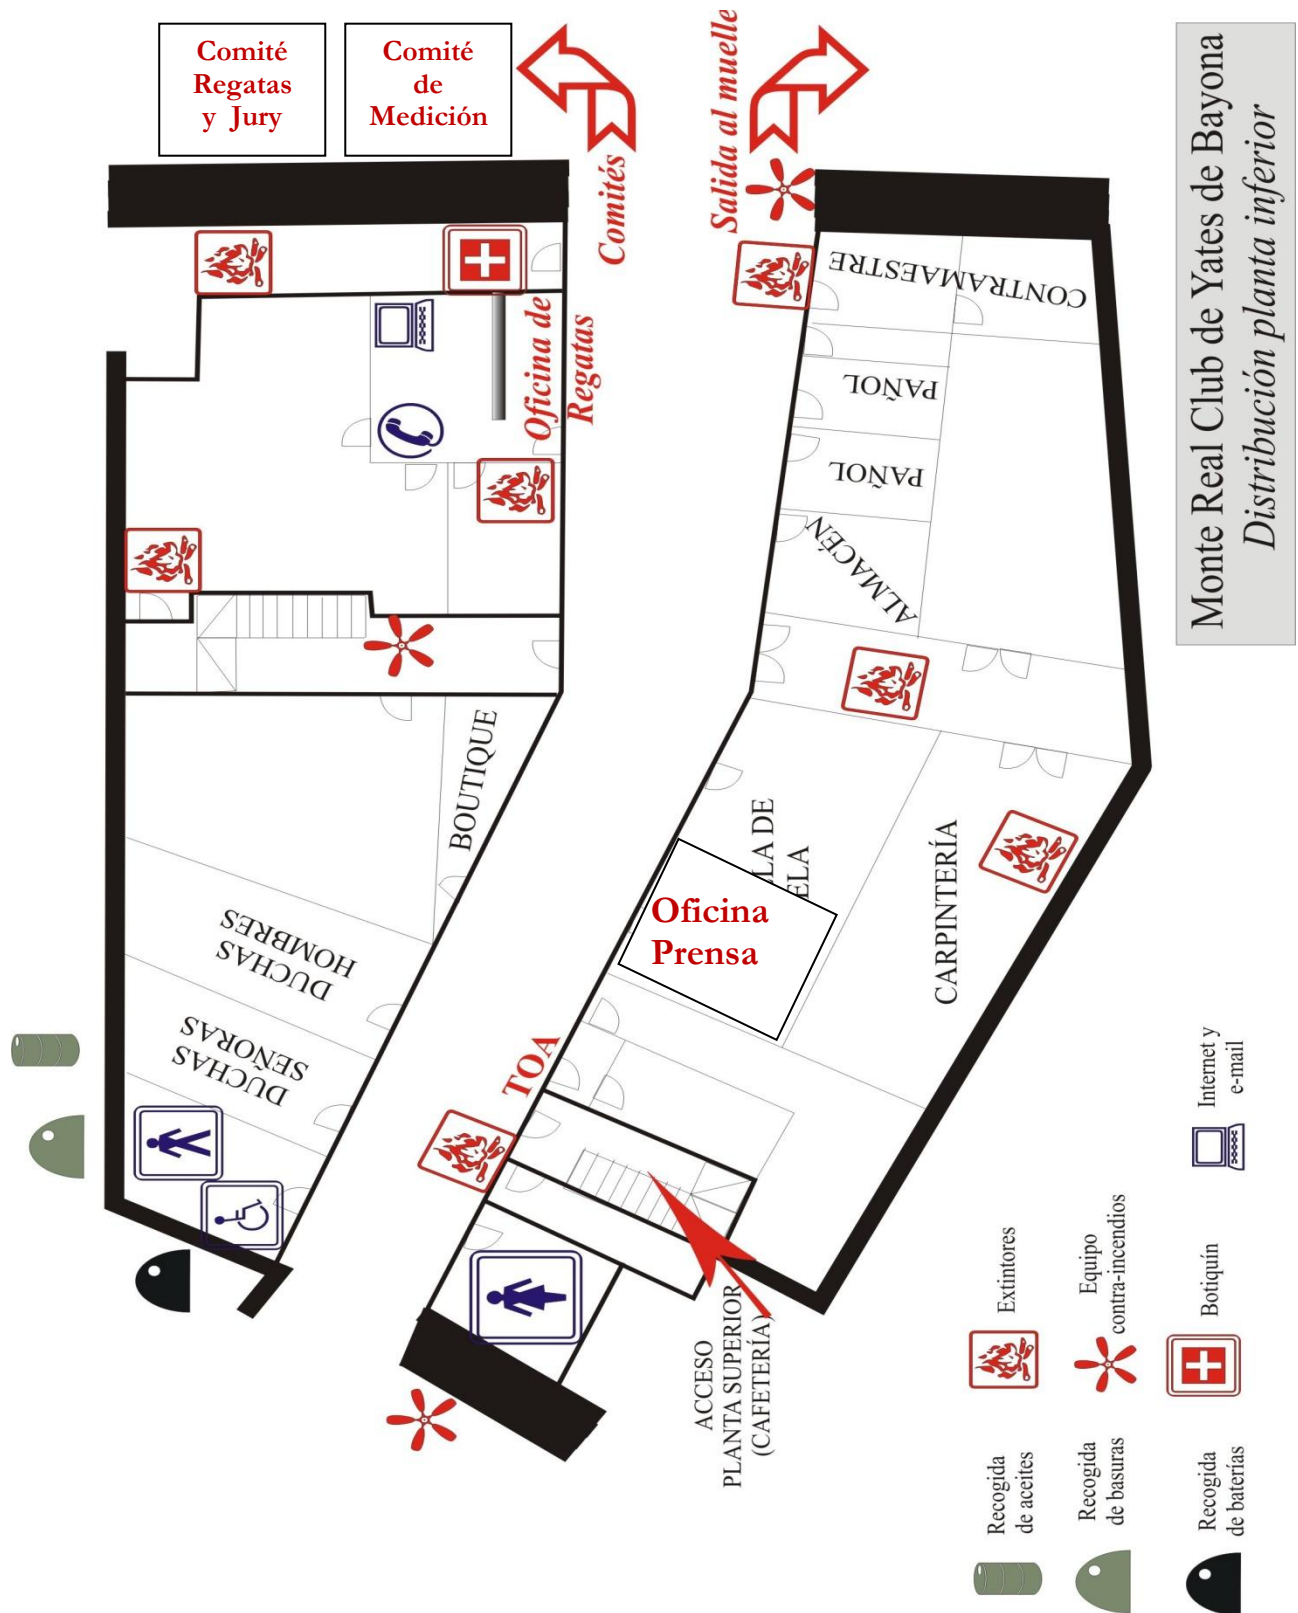 Comité
Regatas
y Jury
Comité
de
Medición
Comités
Salida al muelle
Monte Real Club de Yates de Bayona
Distribución planta inferior
Oficina de
Regatas
CONTRAMAESTRE
PAÑOL
PAÑOL
ALMACÉN
BOUTIQUE
DUCHAS
HOMBRES
DUCHAS
SEÑORAS
DE
ELA
Oficina
Prensa
CARPINTERÍA
TOA
ACCESO
PLANTA SUPERIOR
(CAFETERÍA)
Internet y
e-mail
Extintores
Equipo
contra-incendios
Botiquín
Recogida
de aceites
Recogida
de basuras
Recogida
de baterías